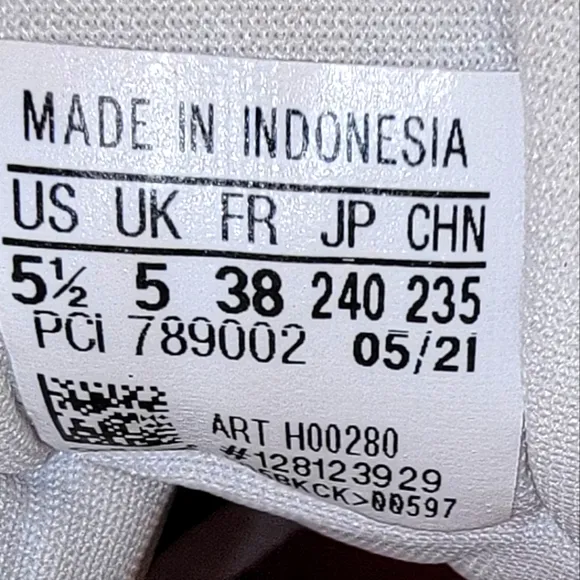 MADE IN INDONESIA
US UK FR JP CHN
5½ 5 38 240 235
PCI 789002 05/21
ART H00280
#128123929